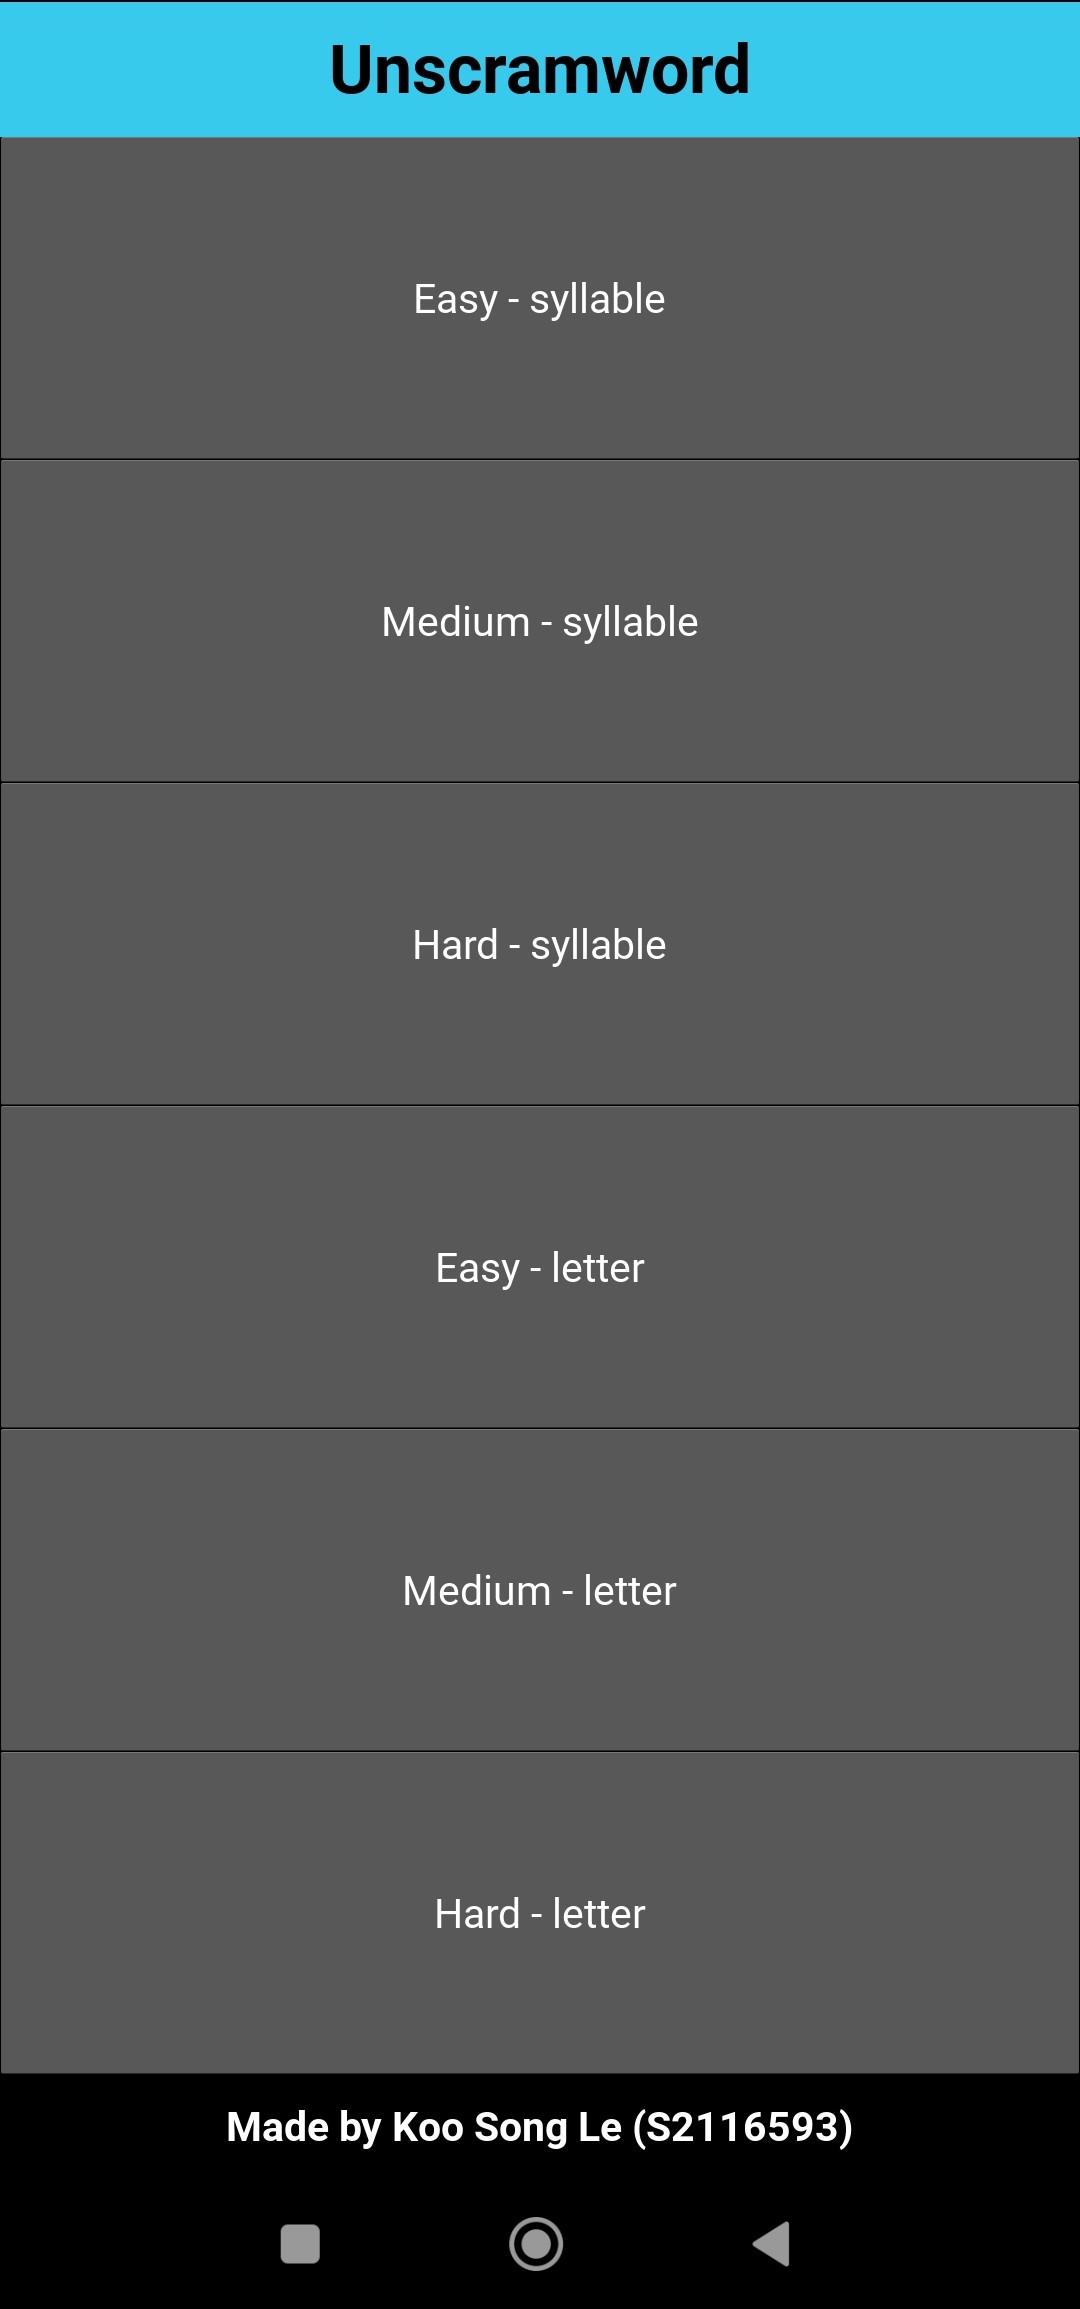 Unscramword
Easy - syllable
Medium - syllable
Hard - syllable
Easy - letter
Medium - letter
Hard - letter
Made by Koo Song Le (S2116593)